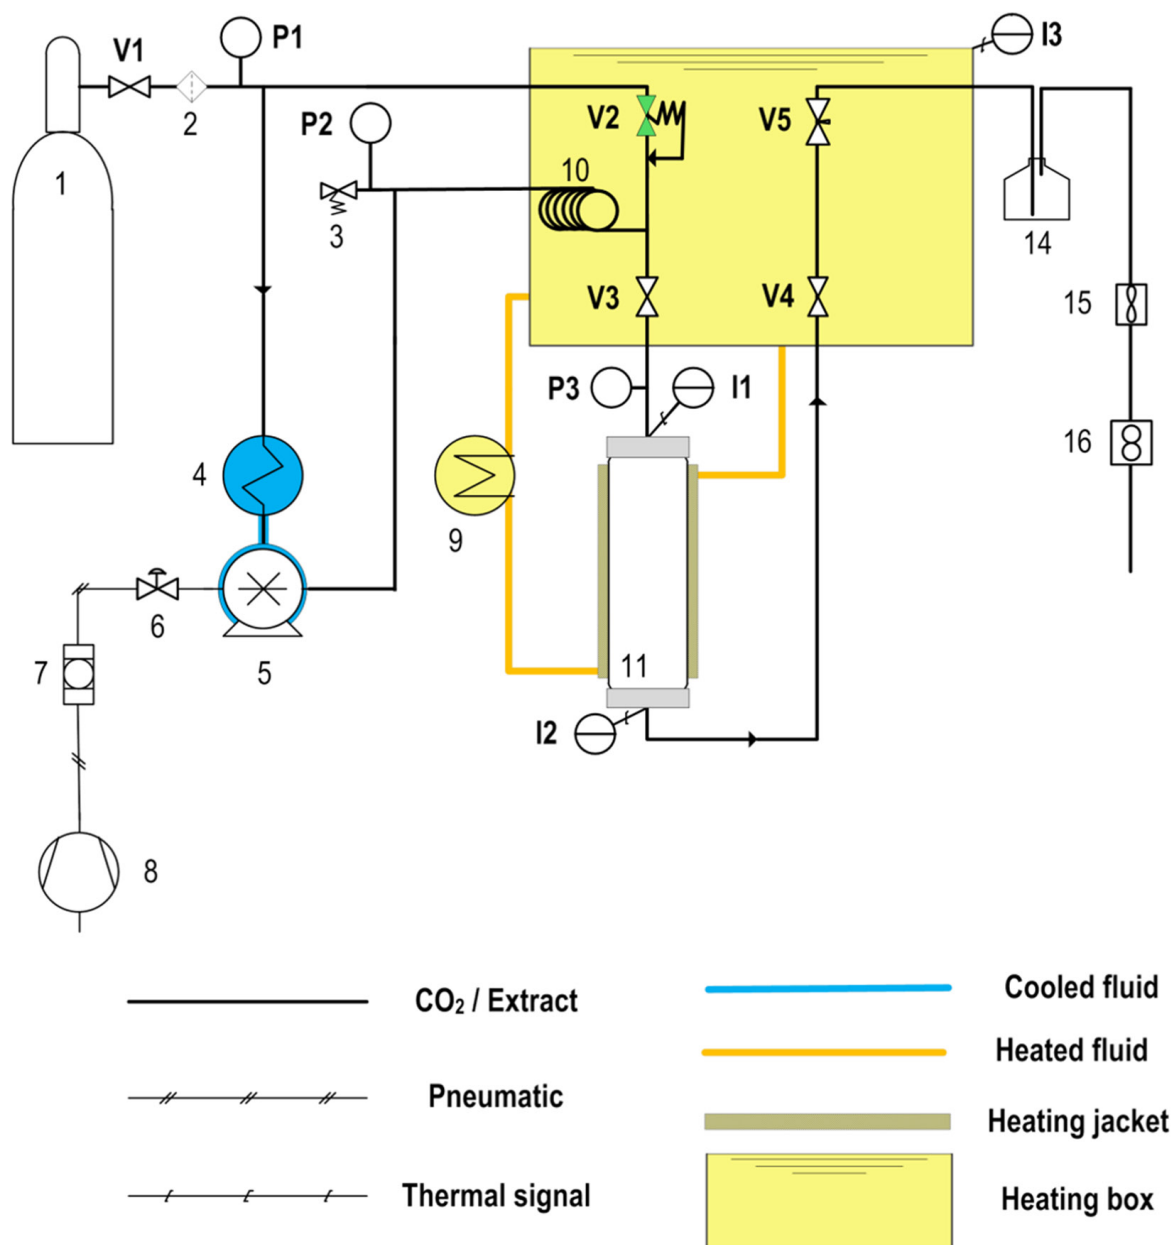 V1
P1
I3
2
P2
V2
V5
1
10
3
14
V3
V4
15
P3
I1
16
4
9
6
5
7
11
I2
8
CO₂ / Extract
Cooled fluid
Heated fluid
Pneumatic
Heating jacket
Thermal signal
Heating box